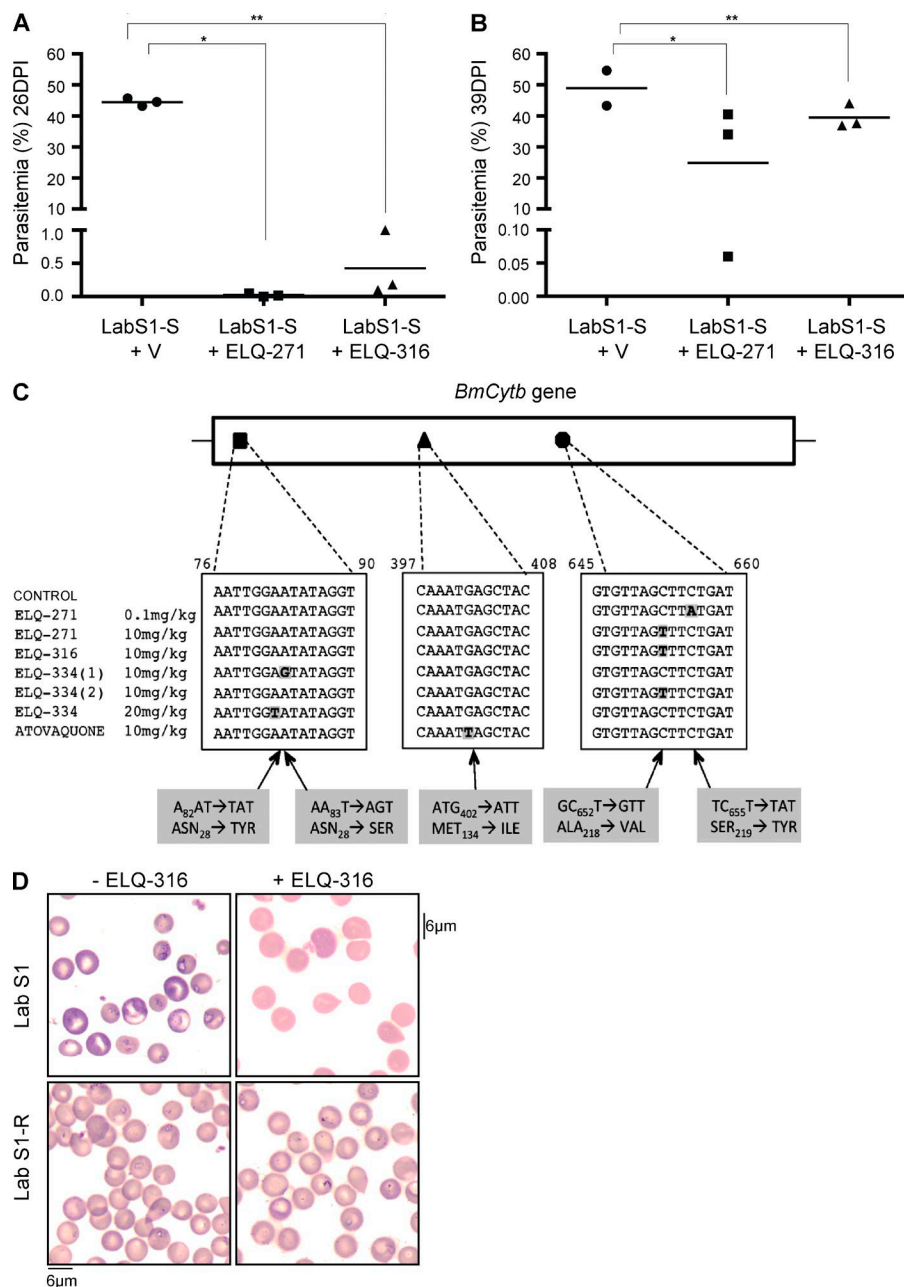 A
**
*
Parasitemia (%) 26DPI
60
50
40
30
20
10
1.0
0.5
0.0
LabS1-S
+ V
LabS1-S
+ ELQ-271
LabS1-S
+ ELQ-316
B
**
*
Parasitemia (%) 39DPI
60
50
40
30
20
10
0.10
0.05
0.00
LabS1-S
+ V
LabS1-S
+ ELQ-271
LabS1-S
+ ELQ-316
C
BmCytb gene
76 90 397 408 645 660
CONTROL AATTGGAATATAGGT CAAATGAGCTAC GTGTTAGCTTCTGAT
ELQ-271 0.1mg/kg AATTGGAATATAGGT CAAATGAGCTAC GTGTTAGCTTATGAT
ELQ-271 10mg/kg AATTGGAATATAGGT CAAATGAGCTAC GTGTTAGTTTCTGAT
ELQ-316 10mg/kg AATTGGAATATAGGT CAAATGAGCTAC GTGTTAGTTTCTGAT
ELQ-334(1) 10mg/kg AATTGGAGTATAGGT CAAATGAGCTAC GTGTTAGCTTCTGAT
ELQ-334(2) 10mg/kg AATTGGAATATAGGT CAAATGAGCTAC GTGTTAGTTTCTGAT
ELQ-334 20mg/kg AATTGGTATATAGGT CAAATGAGCTAC GTGTTAGCTTCTGAT
ATOVAQUONE 10mg/kg AATTGGAATATAGGT CAAATTAGCTAC GTGTTAGCTTCTGAT
A82AT→TAT
ASN28→ TYR
AA83T→AGT
ASN28→ SER
ATG402→ATT
MET134→ILE
GC652T→GTT
ALA218→ VAL
TC655T→TAT
SER219→TYR
D
- ELQ-316
+ ELQ-316
6µm
Lab S1
Lab S1-R
6µm